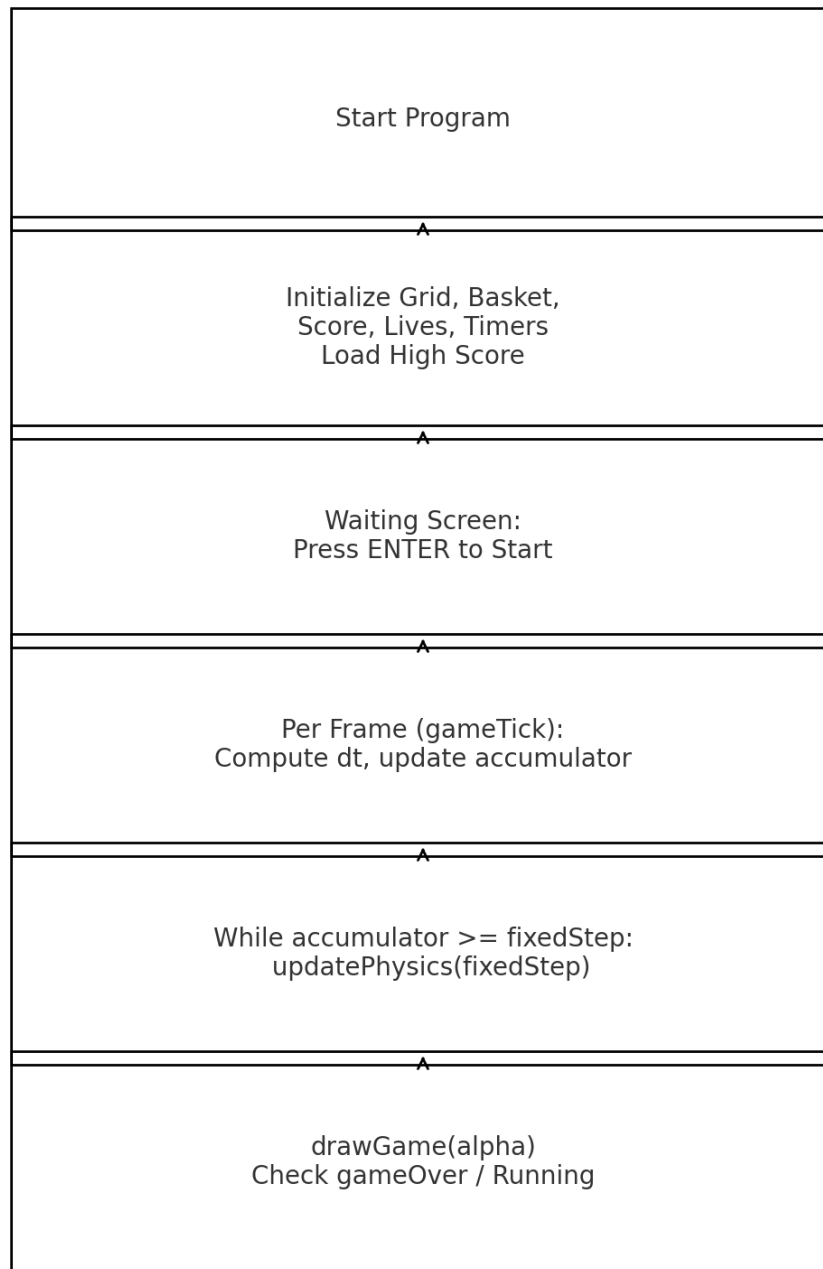 Start Program
Initialize Grid, Basket,
Score, Lives, Timers
Load High Score
Waiting Screen:
Press ENTER to Start
Per Frame (gameTick):
Compute dt, update accumulator
While accumulator >= fixedStep:
updatePhysics(fixedStep)
drawGame(alpha)
Check gameOver / Running